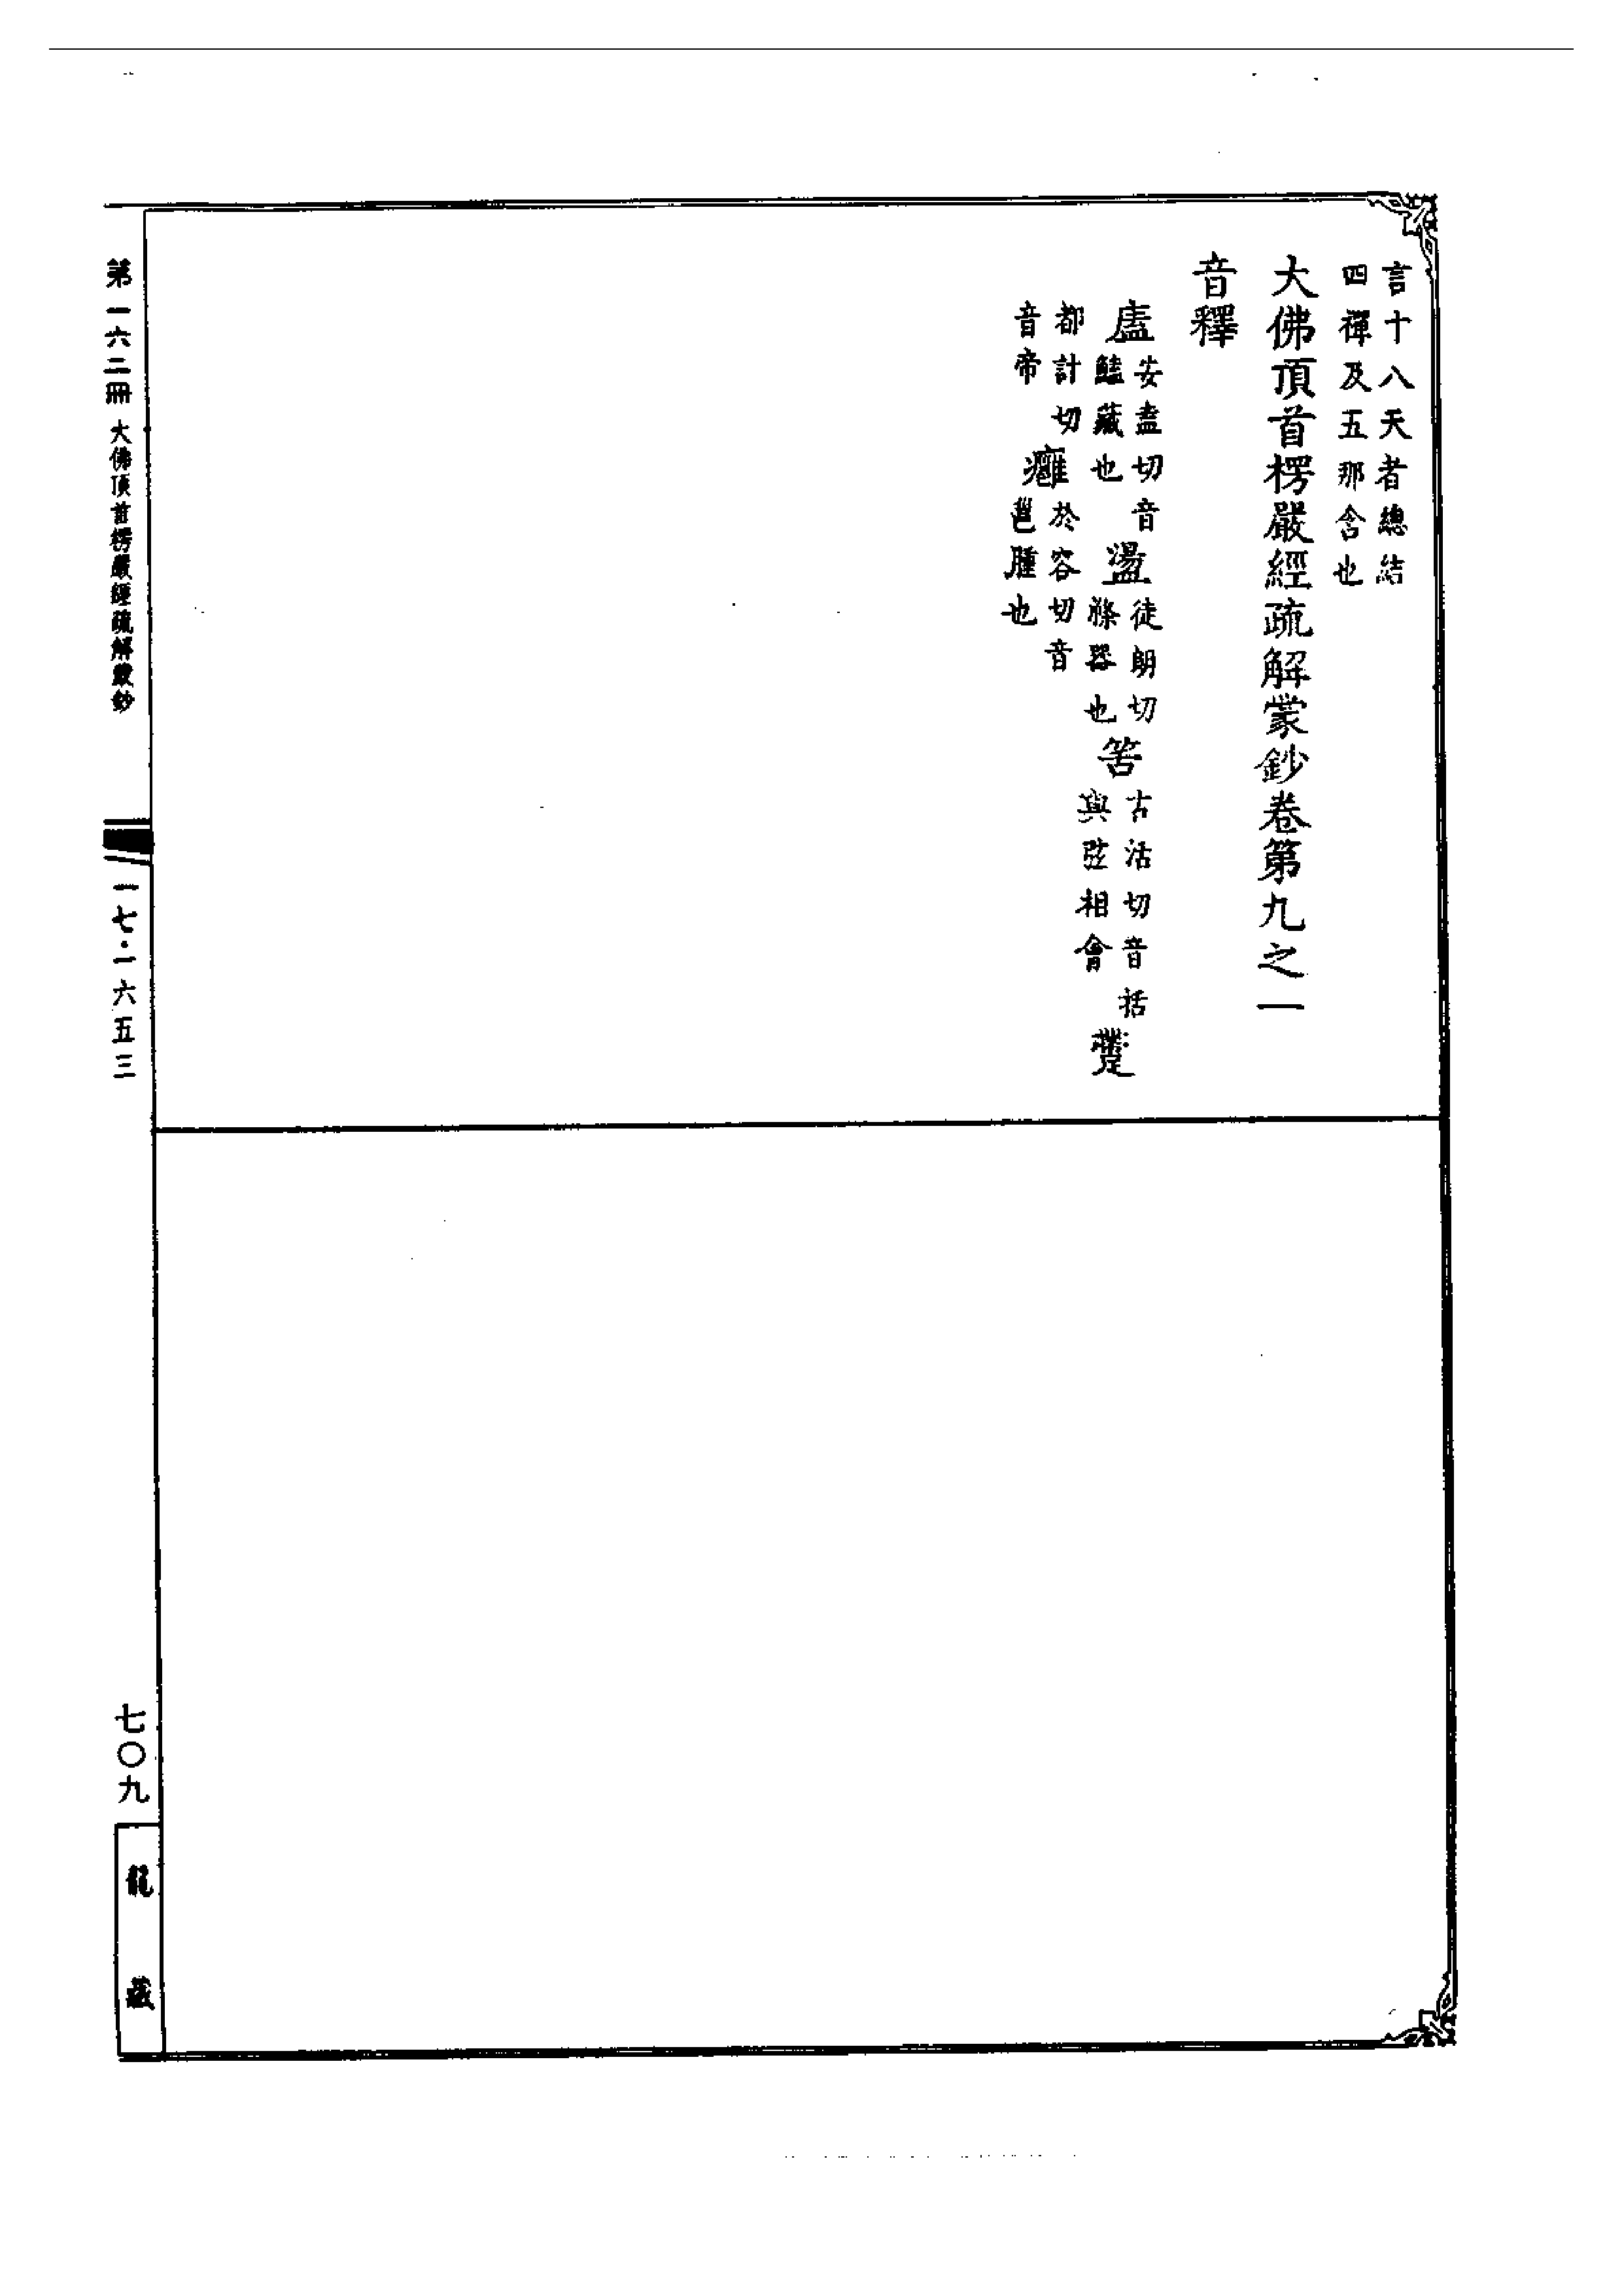 言十八天者總結
四禪及五那含也
大佛頂首楞嚴經疏解蒙鈔卷第九之一
音釋
廅安盍切音鰪藏也 盪徒朗切滌器也 筈古活切音括與弦相會
都計切音帝 癰於容切音邕腫也
第一六二冊 大佛頂首楞嚴經疏解蒙鈔
一七·一六五三
七〇九
龍藏